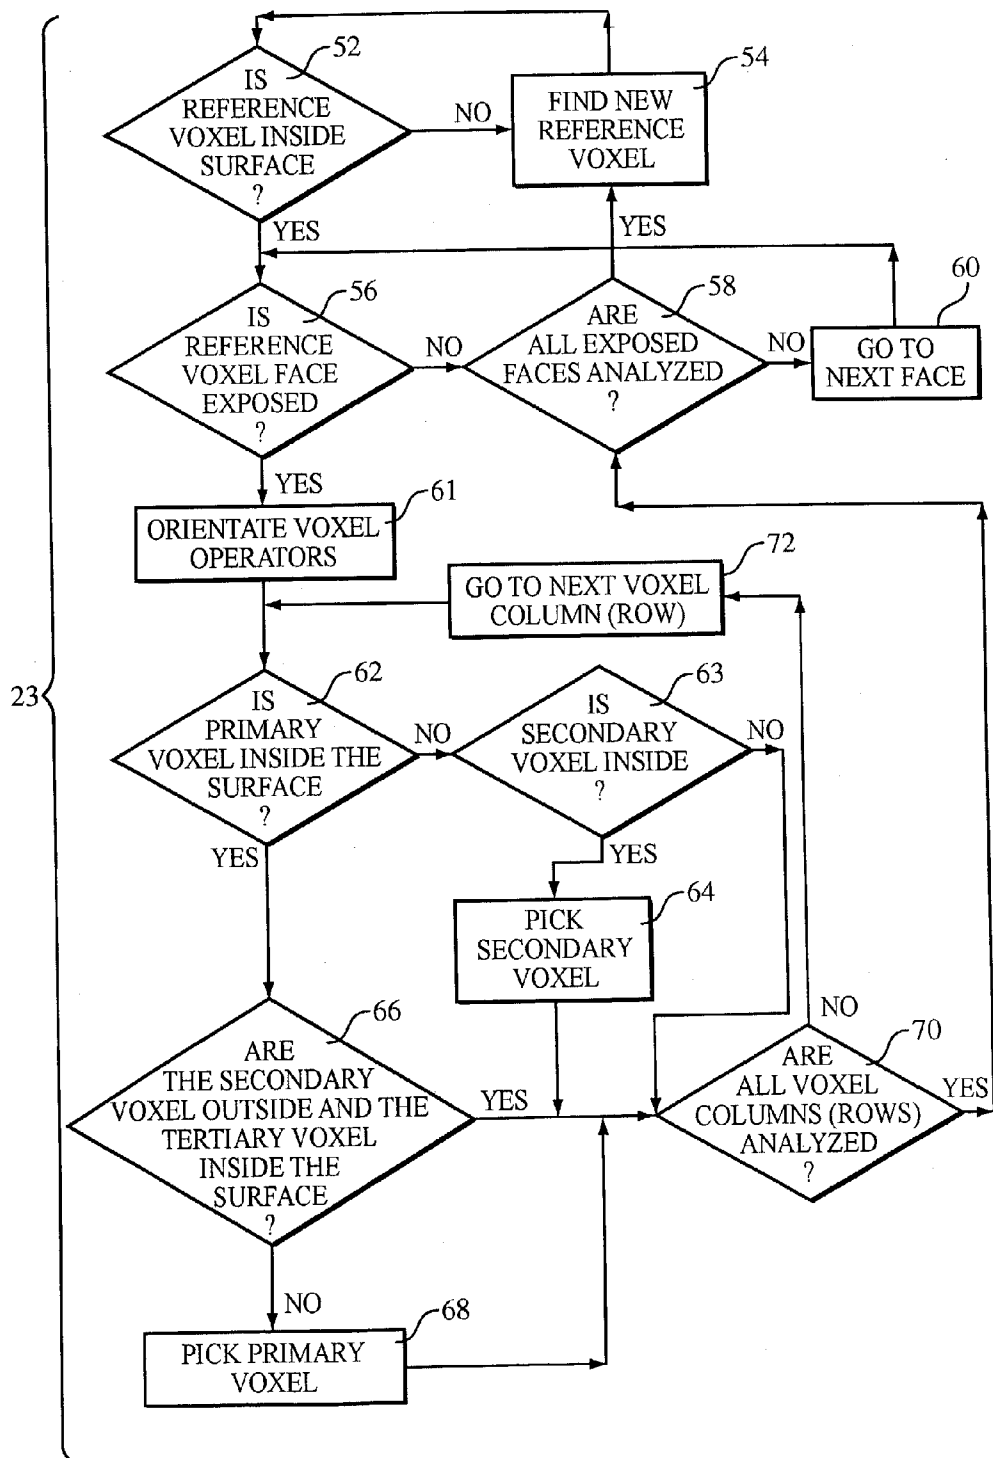 52
IS
REFERENCE
VOXEL INSIDE
SURFACE
?
NO
54
FIND NEW
REFERENCE
VOXEL
YES
YES
56
IS
REFERENCE
VOXEL FACE
EXPOSED
?
NO
58
ARE
ALL EXPOSED
FACES ANALYZED
?
NO
60
GO TO
NEXT FACE
YES
61
ORIENTATE VOXEL
OPERATORS
72
GO TO NEXT VOXEL
COLUMN (ROW)
23
62
IS
PRIMARY
VOXEL INSIDE THE
SURFACE
?
NO
63
IS
SECONDARY
VOXEL INSIDE
?
NO
YES
YES
64
PICK
SECONDARY
VOXEL
66
ARE
THE SECONDARY
VOXEL OUTSIDE AND THE
TERTIARY VOXEL
INSIDE THE
SURFACE
?
YES
NO
70
ARE
ALL VOXEL
COLUMNS (ROWS)
ANALYZED
?
YES
NO
68
PICK PRIMARY
VOXEL